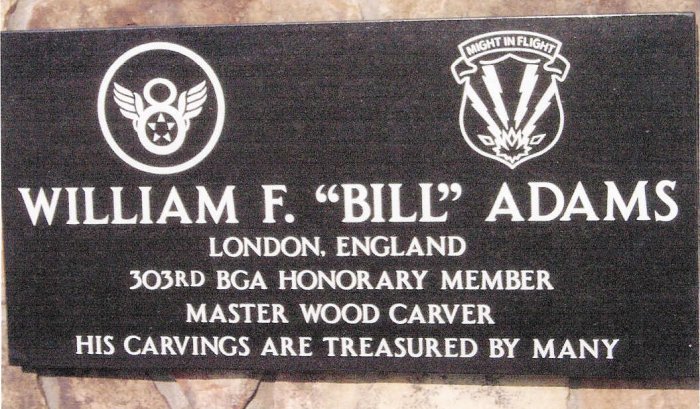 MIGHT IN FLIGHT
8
WILLIAM F. “BILL” ADAMS
LONDON, ENGLAND
303RD BGA HONORARY MEMBER
MASTER WOOD CARVER
HIS CARVINGS ARE TREASURED BY MANY